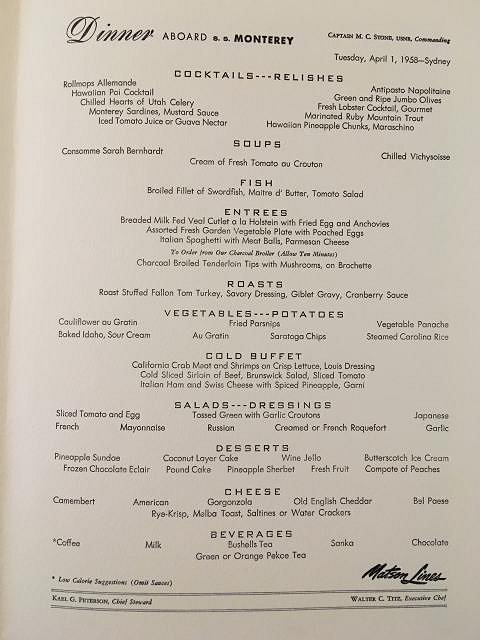 Dinner ABOARD S. S. MONTEREY
CAPTAIN M. C. STONE, USNR, Commanding
Tuesday, April 1, 1958—Sydney
COCKTAILS---RELISHES
Rollmops Allemande
Hawaiian Poi Cocktail
Chilled Hearts of Utah Celery
Monterey Sardines, Mustard Sauce
Iced Tomato Juice or Guava Nectar
Antipasto Napolitaine
Green and Ripe Jumbo Olives
Fresh Lobster Cocktail, Gourmet
Marinated Ruby Mountain Trout
Hawaiian Pineapple Chunks, Maraschino
SOUPS
Consomme Sarah Bernhardt
Chilled Vichysoisse
Cream of Fresh Tomato au Crouton
FISH
Broiled Fillet of Swordfish, Maitre d' Butter, Tomato Salad
ENTREES
Breaded Milk Fed Veal Cutlet a la Holstein with Fried Egg and Anchovies
Assorted Fresh Garden Vegetable Plate with Poached Eggs
Italian Spaghetti with Meat Balls, Parmesan Cheese
To Order from Our Charcoal Broiler (Allow Ten Minutes)
Charcoal Broiled Tenderloin Tips with Mushrooms, on Brochette
ROASTS
Roast Stuffed Fallon Tom Turkey, Savory Dressing, Giblet Gravy, Cranberry Sauce
VEGETABLES---POTATOES
Cauliflower au Gratin Fried Parsnips Vegetable Panache
Baked Idaho, Sour Cream Au Gratin Saratoga Chips Steamed Carolina Rice
COLD BUFFET
California Crab Meat and Shrimps on Crisp Lettuce, Louis Dressing
Cold Sliced Sirloin of Beef, Brunswick Salad, Sliced Tomato
Italian Ham and Swiss Cheese with Spiced Pineapple, Garni
SALADS---DRESSINGS
Sliced Tomato and Egg Tossed Green with Garlic Croutons Japanese
French Mayonnaise Russian Creamed or French Roquefort Garlic
DESSERTS
Pineapple Sundae Coconut Layer Cake Wine Jello Butterscotch Ice Cream
Frozen Chocolate Eclair Pound Cake Pineapple Sherbet Fresh Fruit Compote of Peaches
CHEESE
Camembert American Gorgonzola Old English Cheddar Bel Paese
Rye-Krisp, Melba Toast, Saltines or Water Crackers
BEVERAGES
*Coffee Milk Bushells Tea Sanka Chocolate
Green or Orange Pekoe Tea
* Low Calorie Suggestions (Omit Sauces)
Matson Lines
KARL G. PETERSON, Chief Steward
WALTER C. TITZ, Executive Chef